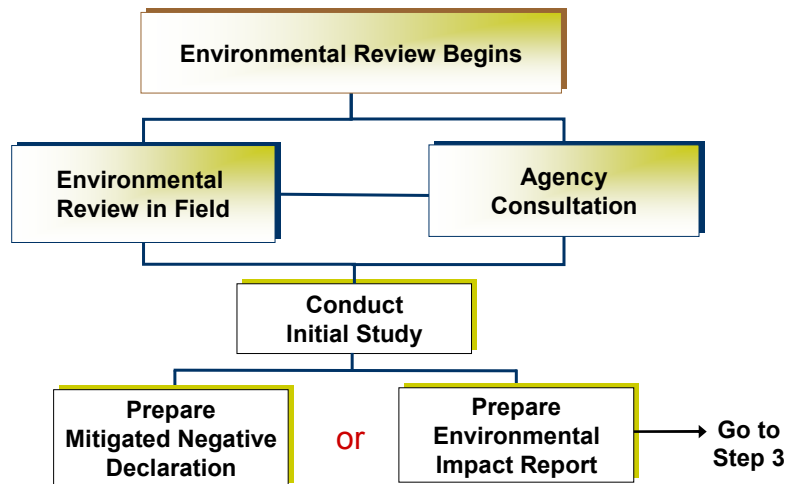 Environmental Review Begins
Environmental
Review in Field
Agency
Consultation
Conduct
Initial Study
Prepare
Mitigated Negative
Declaration
or
Prepare
Environmental
Impact Report
Go to
Step 3